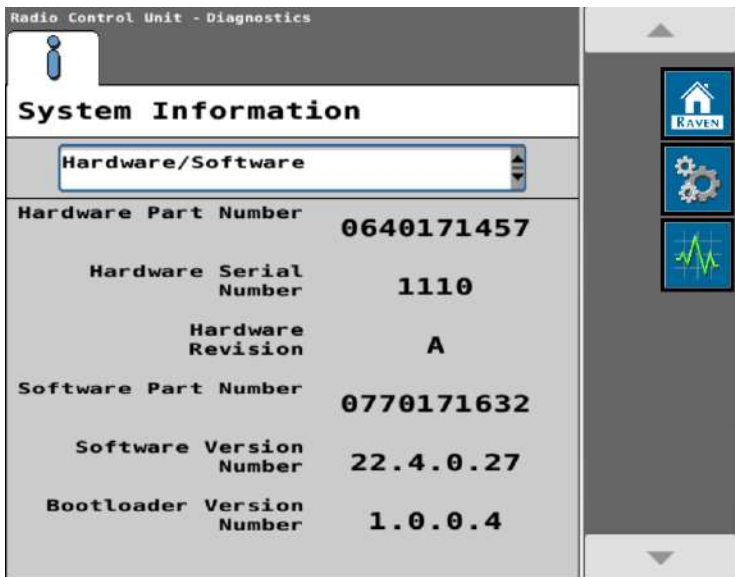 Radio Control Unit - Diagnostics
System Information
Hardware/Software
Hardware Part Number
0640171457
Hardware Serial
Number
1110
Hardware
Revision
A
Software Part Number
0770171632
Software Version
Number
22.4.0.27
Bootloader Version
Number
1.0.0.4
RAVEN